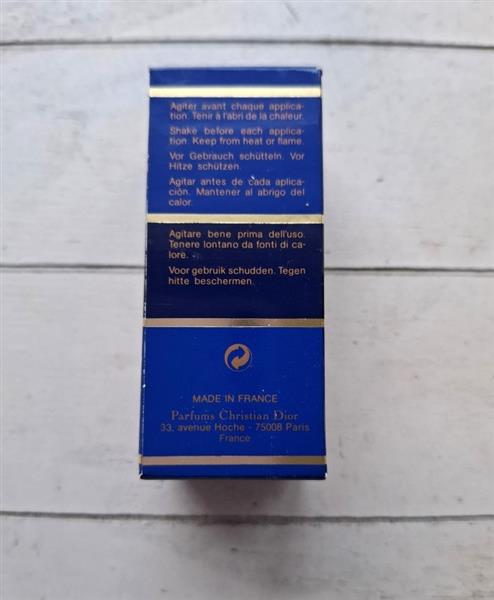 Agiter avant chaque applica-
tion. Tenir à l'abri de la chaleur.
Shake before each applica-
tion. Keep from heat or flame.
Vor Gebrauch schütteln. Vor
Hitze schützen.
Agitar antes de cada aplica-
ción. Mantener al abrigo del
calor.
Agitare bene prima dell'uso.
Tenere lontano da fonti di ca-
lore.
Voor gebruik schudden. Tegen
hitte beschermen.
MADE IN FRANCE
Parfums Christian Dior
33, avenue Hoche - 75008 Paris
France